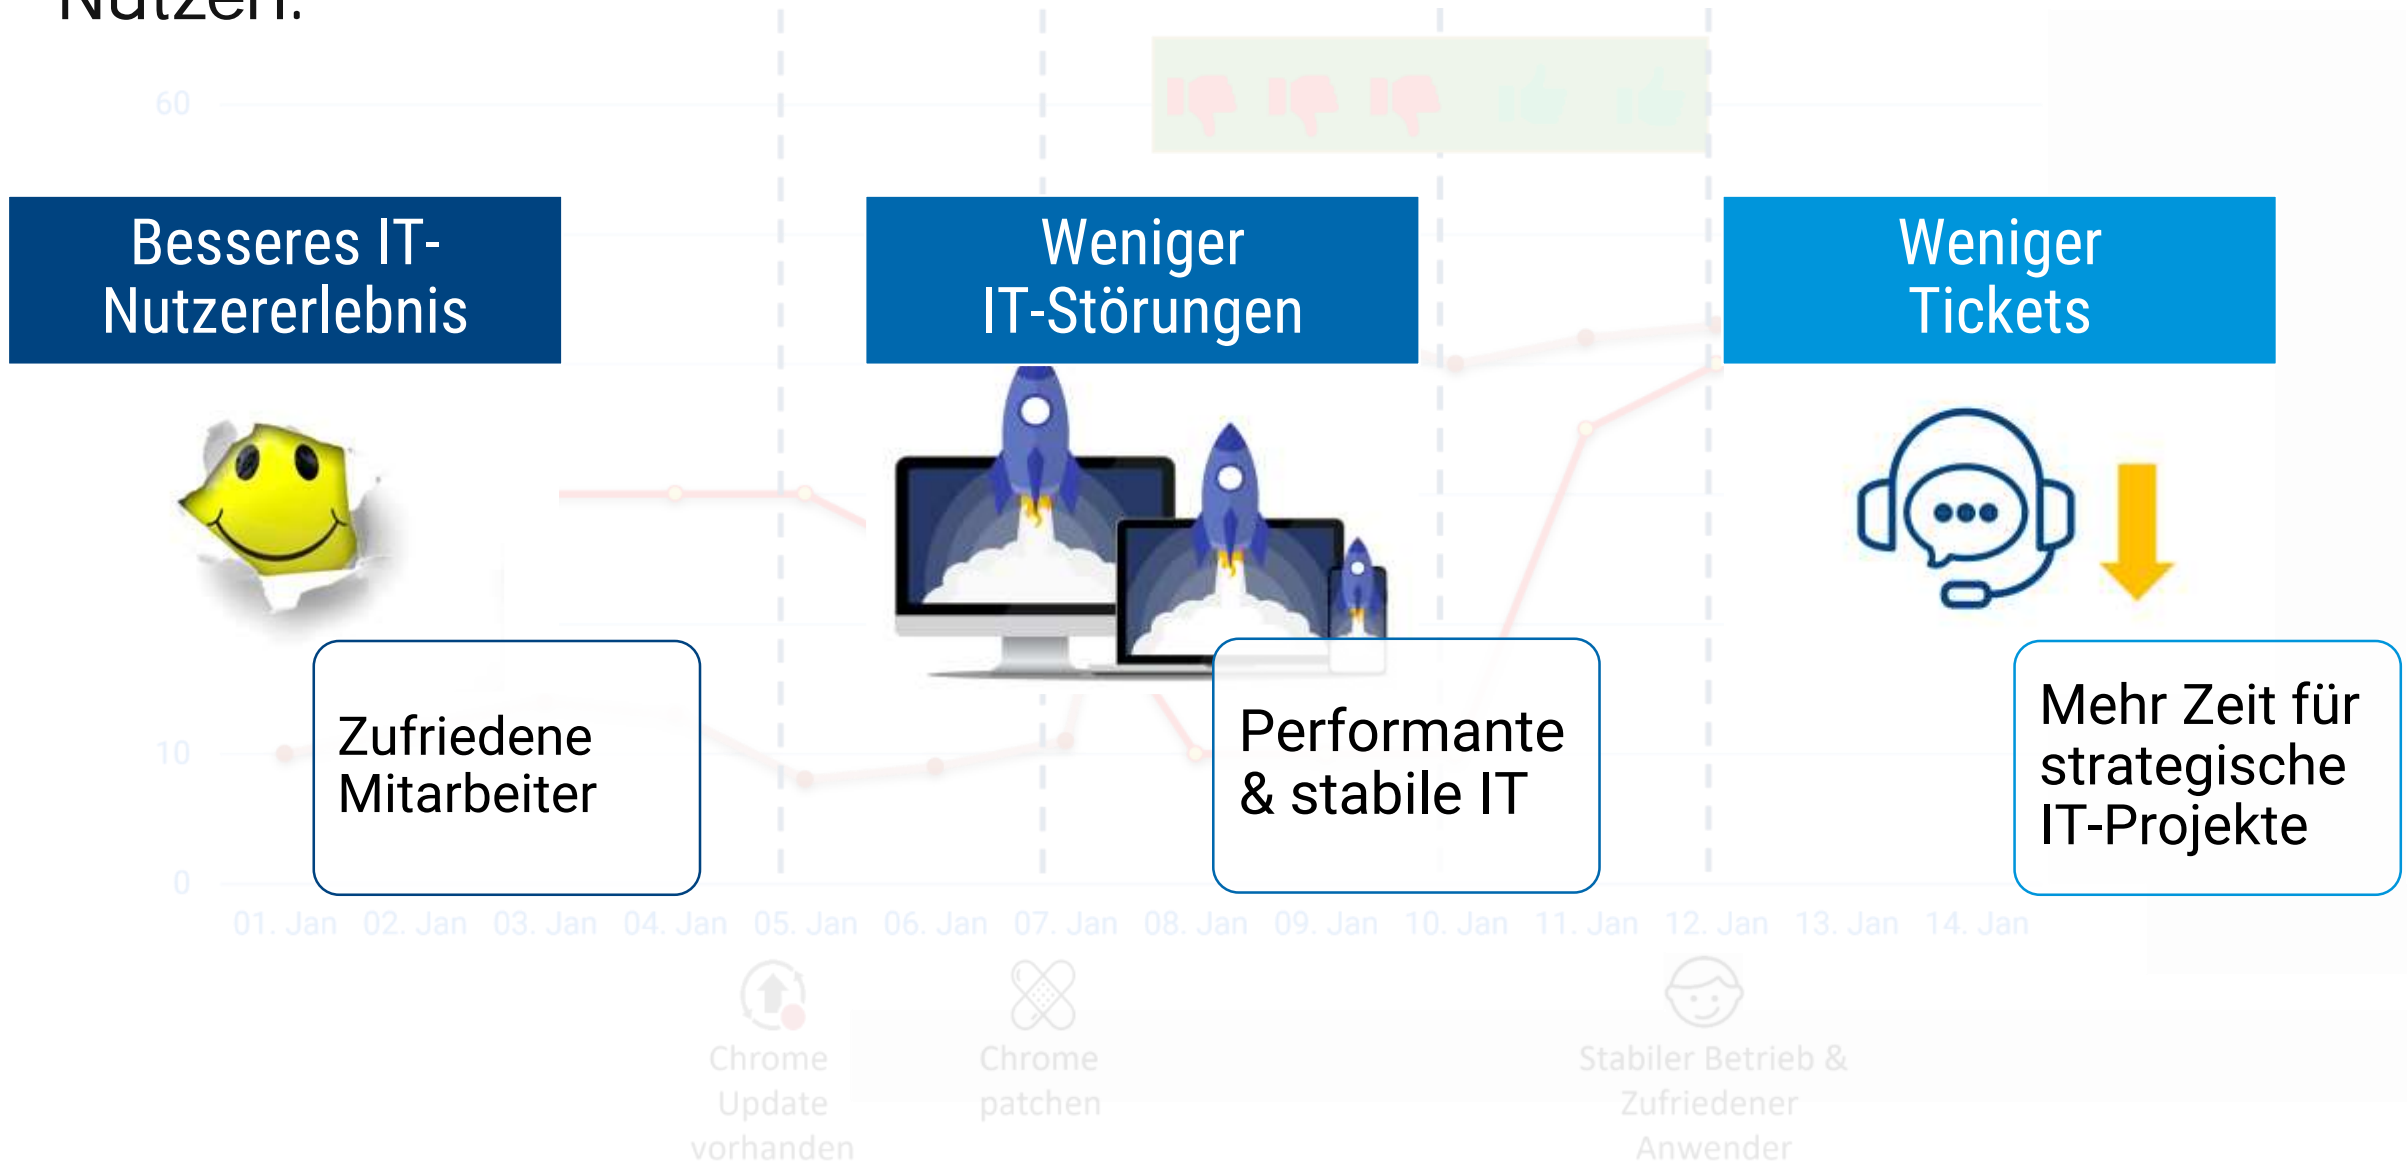 Nutzen:
60
Besseres IT-
Nutzererlebnis
Weniger
IT-Störungen
Weniger
Tickets
Zufriedene
Mitarbeiter
Performante
& stabile IT
Mehr Zeit für
strategische
IT-Projekte
10
0
01. Jan 02. Jan 03. Jan 04. Jan 05. Jan 06. Jan 07. Jan 08. Jan 09. Jan 10. Jan 11. Jan 12. Jan 13. Jan 14. Jan
Chrome
Update
vorhanden
Chrome
patchen
Stabiler Betrieb &
Zufriedener
Anwender